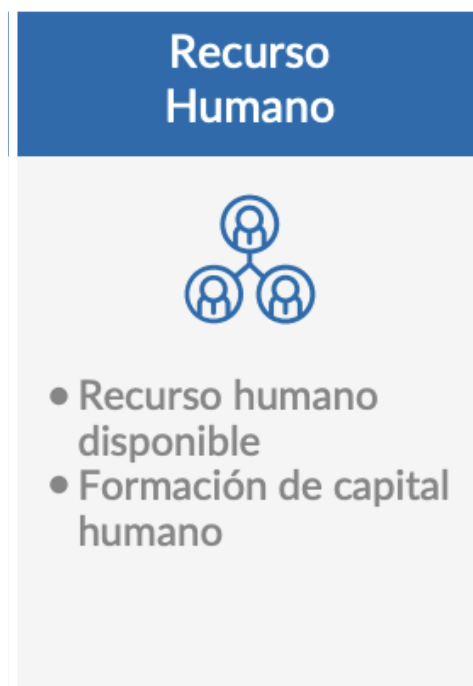 Recurso
Humano
• Recurso humano
disponible
• Formación de capital
humano